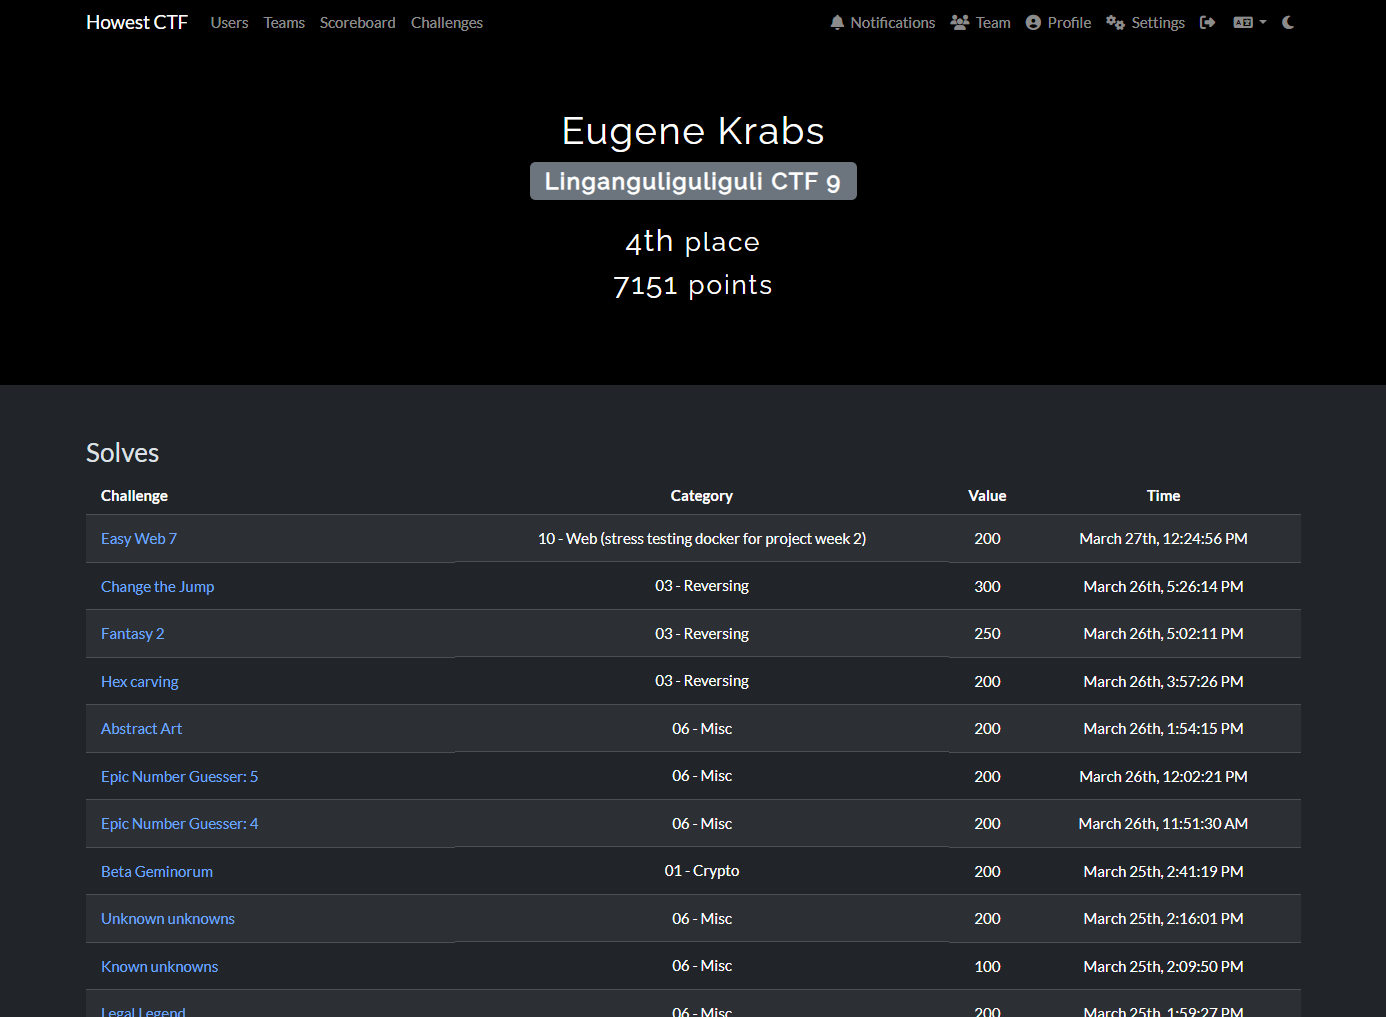 Howest CTF Users Teams Scoreboard Challenges Notifications Team Profile Settings
Eugene Krabs
Linganguliguliguli CTF 9
4th place
7151 points
Solves
Challenge Category Value Time
Easy Web 7 10 - Web (stress testing docker for project week 2) 200 March 27th, 12:24:56 PM
Change the Jump 03 - Reversing 300 March 26th, 5:26:14 PM
Fantasy 2 03 - Reversing 250 March 26th, 5:02:11 PM
Hex carving 03 - Reversing 200 March 26th, 3:57:26 PM
Abstract Art 06 - Misc 200 March 26th, 1:54:15 PM
Epic Number Guesser: 5 06 - Misc 200 March 26th, 12:02:21 PM
Epic Number Guesser: 4 06 - Misc 200 March 26th, 11:51:30 AM
Beta Geminorum 01 - Crypto 200 March 25th, 2:41:19 PM
Unknown unknowns 06 - Misc 200 March 25th, 2:16:01 PM
Known unknowns 06 - Misc 100 March 25th, 2:09:50 PM
Legal Legend 06 - Misc 200 March 25th, 1:59:27 PM